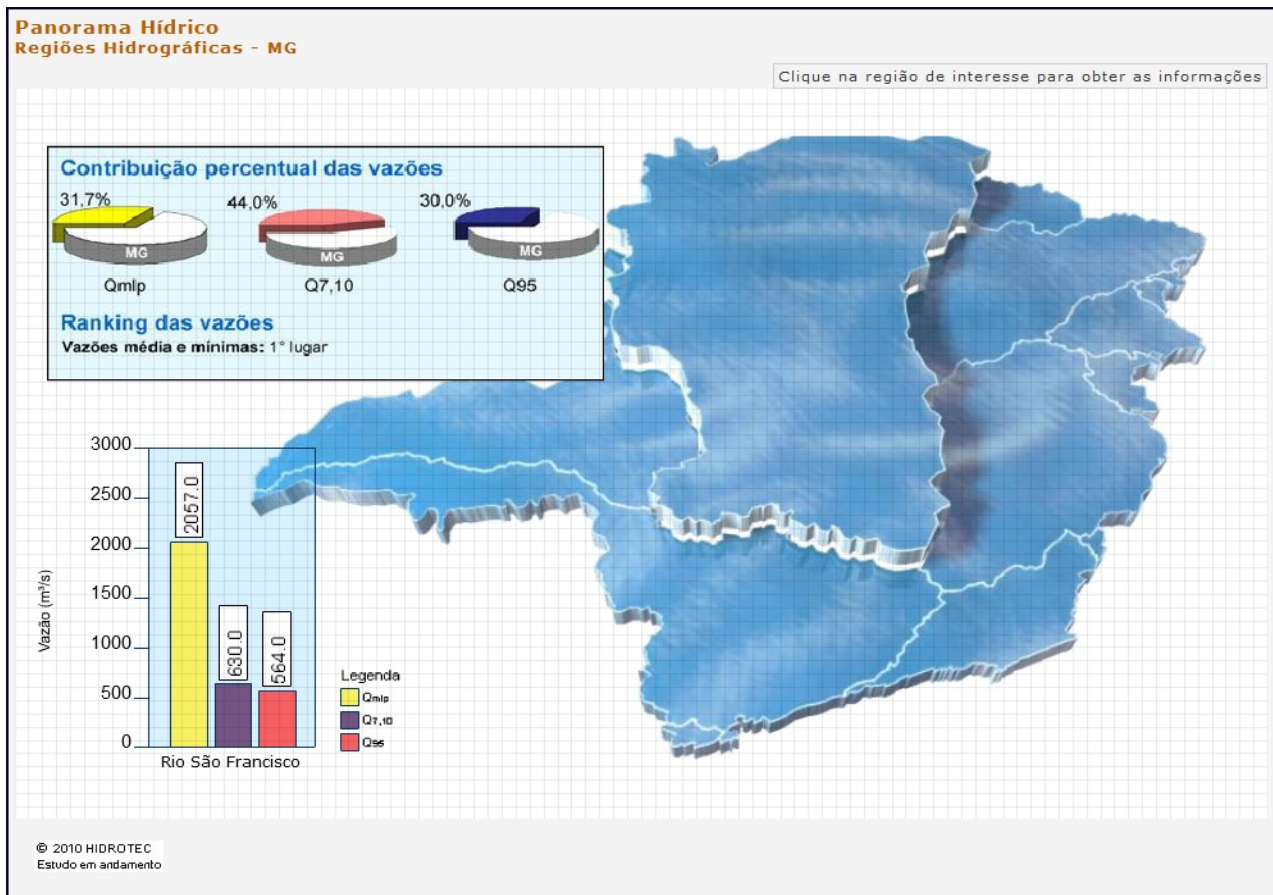 Panorama Hídrico
Regiões Hidrográficas - MG
Clique na região de interesse para obter as informações
Contribuição percentual das vazões
31,7% 44,0% 30,0%
MG MG MG
Qmlp Q7,10 Q95
Ranking das vazões
Vazões média e mínimas: 1° lugar
3000
2500
2000
1500
1000
500
0
Vazão (m³/s)
2057.0
630.0
564.0
Rio São Francisco
Legenda
Qmlp
Q7,10
Q95
© 2010 HIDROTEC
Estudo em andamento